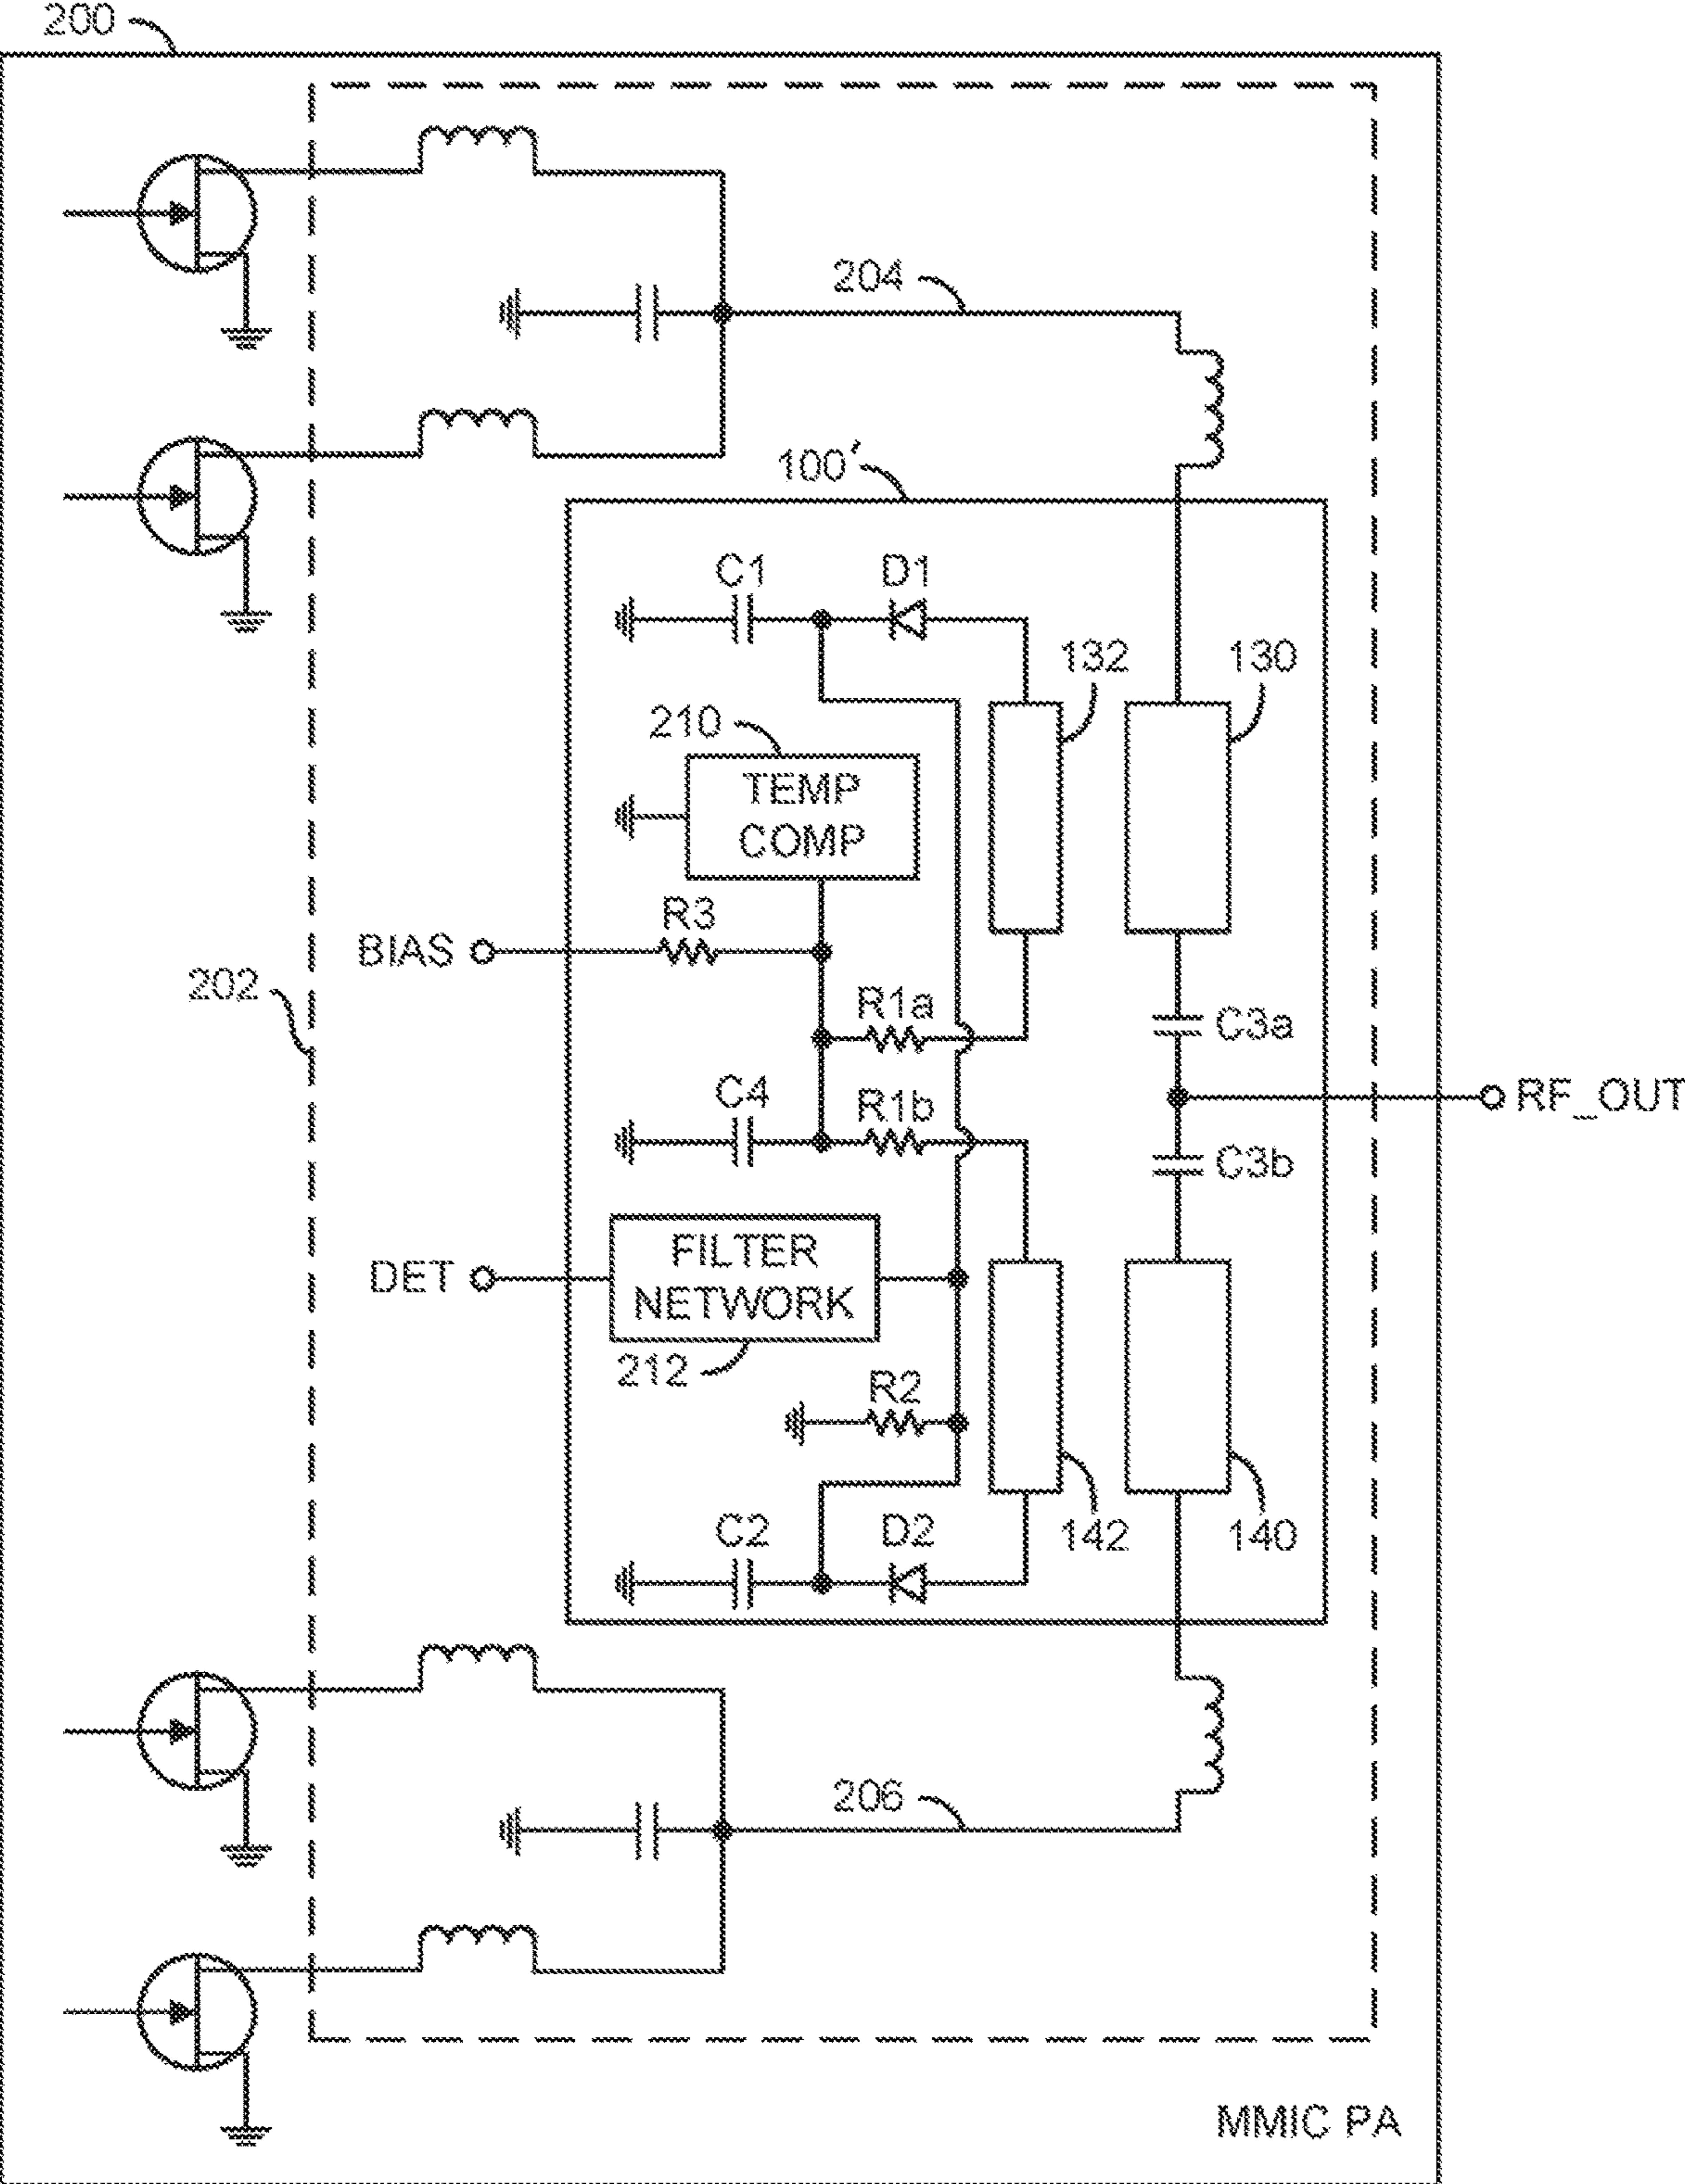 200
204
100′
C1
D1
132
130
210
TEMP
COMP
R3
BIAS
202
R1a
C3a
C4
R1b
RF_OUT
C3b
FILTER
NETWORK
DET
212
R2
C2
D2
142
140
206
MMIC PA